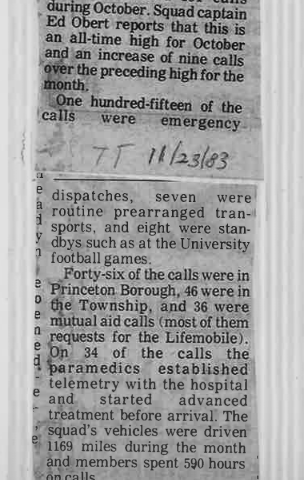 during October. Squad captain
Ed Obert reports that this is
an all-time high for October
and an increase of nine calls
over the preceding high for the
month.
One hundred-fifteen of the
calls were emergency
TT 11/23/83
dispatches, seven were
routine prearranged tran-
sports, and eight were stan-
dbys such as at the University
football games.
Forty-six of the calls were in
Princeton Borough, 46 were in
the Township, and 36 were
mutual aid calls (most of them
requests for the Lifemobile).
On 34 of the calls the
paramedics established
telemetry with the hospital
and started advanced
treatment before arrival. The
squad's vehicles were driven
1169 miles during the month
and members spent 590 hours
on calls.